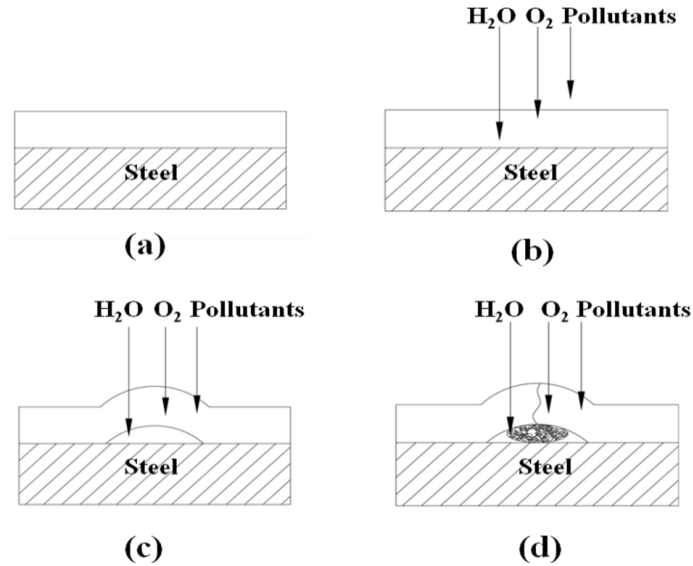 Steel
(a)
H₂O O₂ Pollutants
Steel
(b)
H₂O O₂ Pollutants
Steel
(c)
H₂O O₂ Pollutants
Steel
(d)